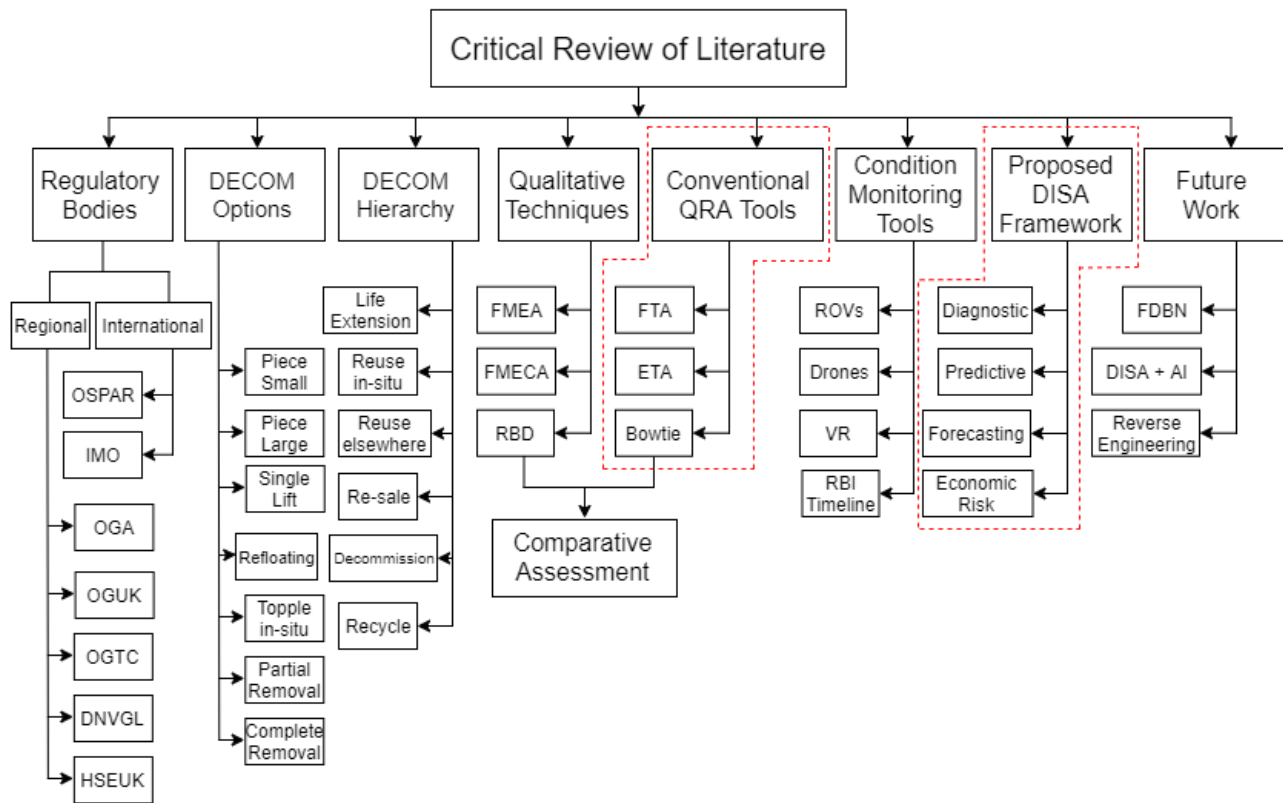 Critical Review of Literature
Regulatory
Bodies
DECOM
Options
DECOM
Hierarchy
Qualitative
Techniques
Conventional
QRA Tools
Condition
Monitoring
Tools
Proposed
DISA
Framework
Future
Work
Regional
International
OSPAR
IMO
OGA
OGUK
OGTC
DNVGL
HSEUK
Piece
Small
Piece
Large
Single
Lift
Refloating
Topple
in-situ
Partial
Removal
Complete
Removal
Life
Extension
Reuse
in-situ
Reuse
elsewhere
Re-sale
Decommission
Recycle
FMEA
FMECA
RBD
FTA
ETA
Bowtie
Comparative
Assessment
ROVs
Drones
VR
RBI
Timeline
Diagnostic
Predictive
Forecasting
Economic
Risk
FDBN
DISA + AI
Reverse
Engineering